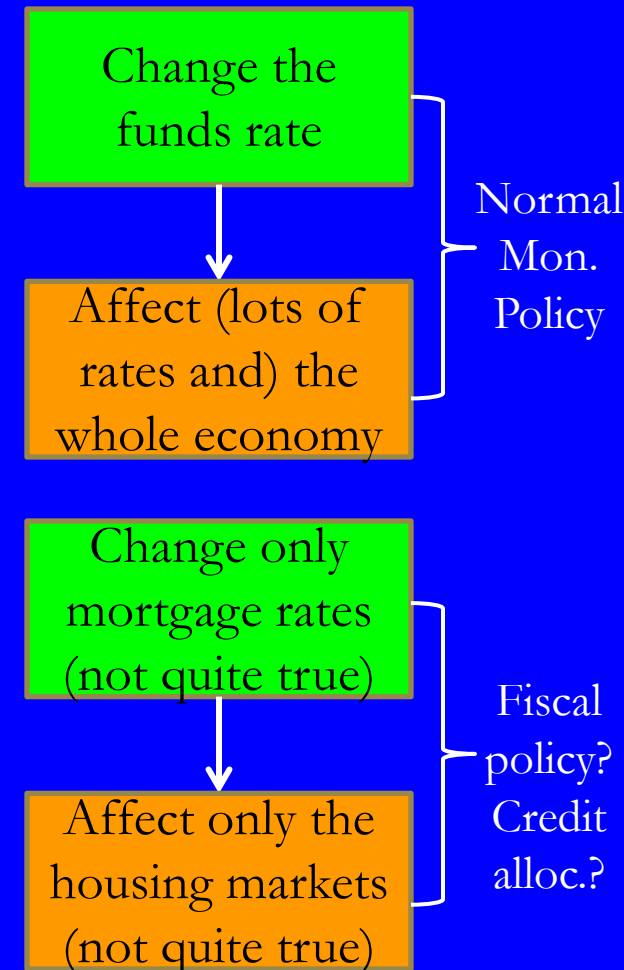 Change the
funds rate
Normal
Mon.
Policy
Affect (lots of
rates and) the
whole economy
Change only
mortgage rates
(not quite true)
Fiscal
policy?
Credit
alloc.?
Affect only the
housing markets
(not quite true)